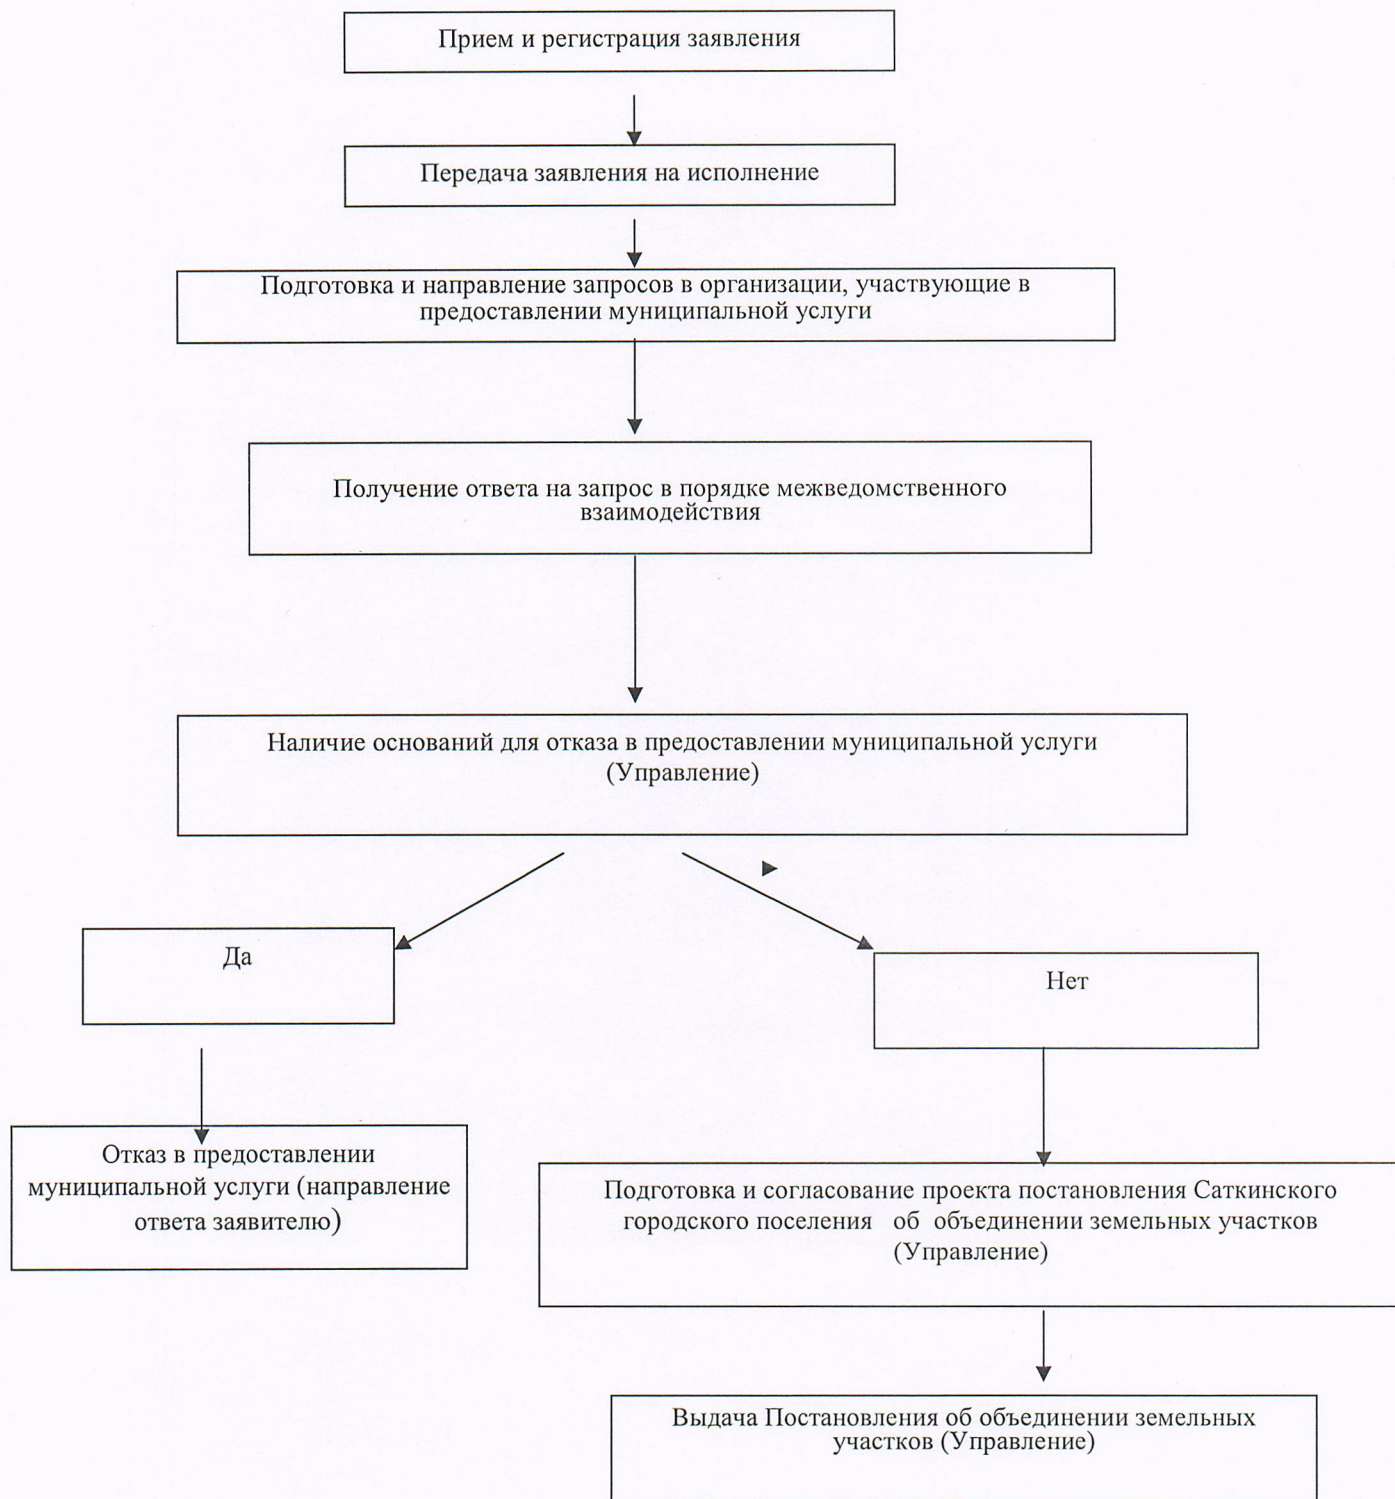 Прием и регистрация заявления
Передача заявления на исполнение
Подготовка и направление запросов в организации, участвующие в
предоставлении муниципальной услуги
Получение ответа на запрос в порядке межведомственного
взаимодействия
Наличие оснований для отказа в предоставлении муниципальной услуги
(Управление)
Да
Нет
Отказ в предоставлении
муниципальной услуги (направление
ответа заявителю)
Подготовка и согласование проекта постановления Саткинского
городского поселения об объединении земельных участков
(Управление)
Выдача Постановления об объединении земельных
участков (Управление)